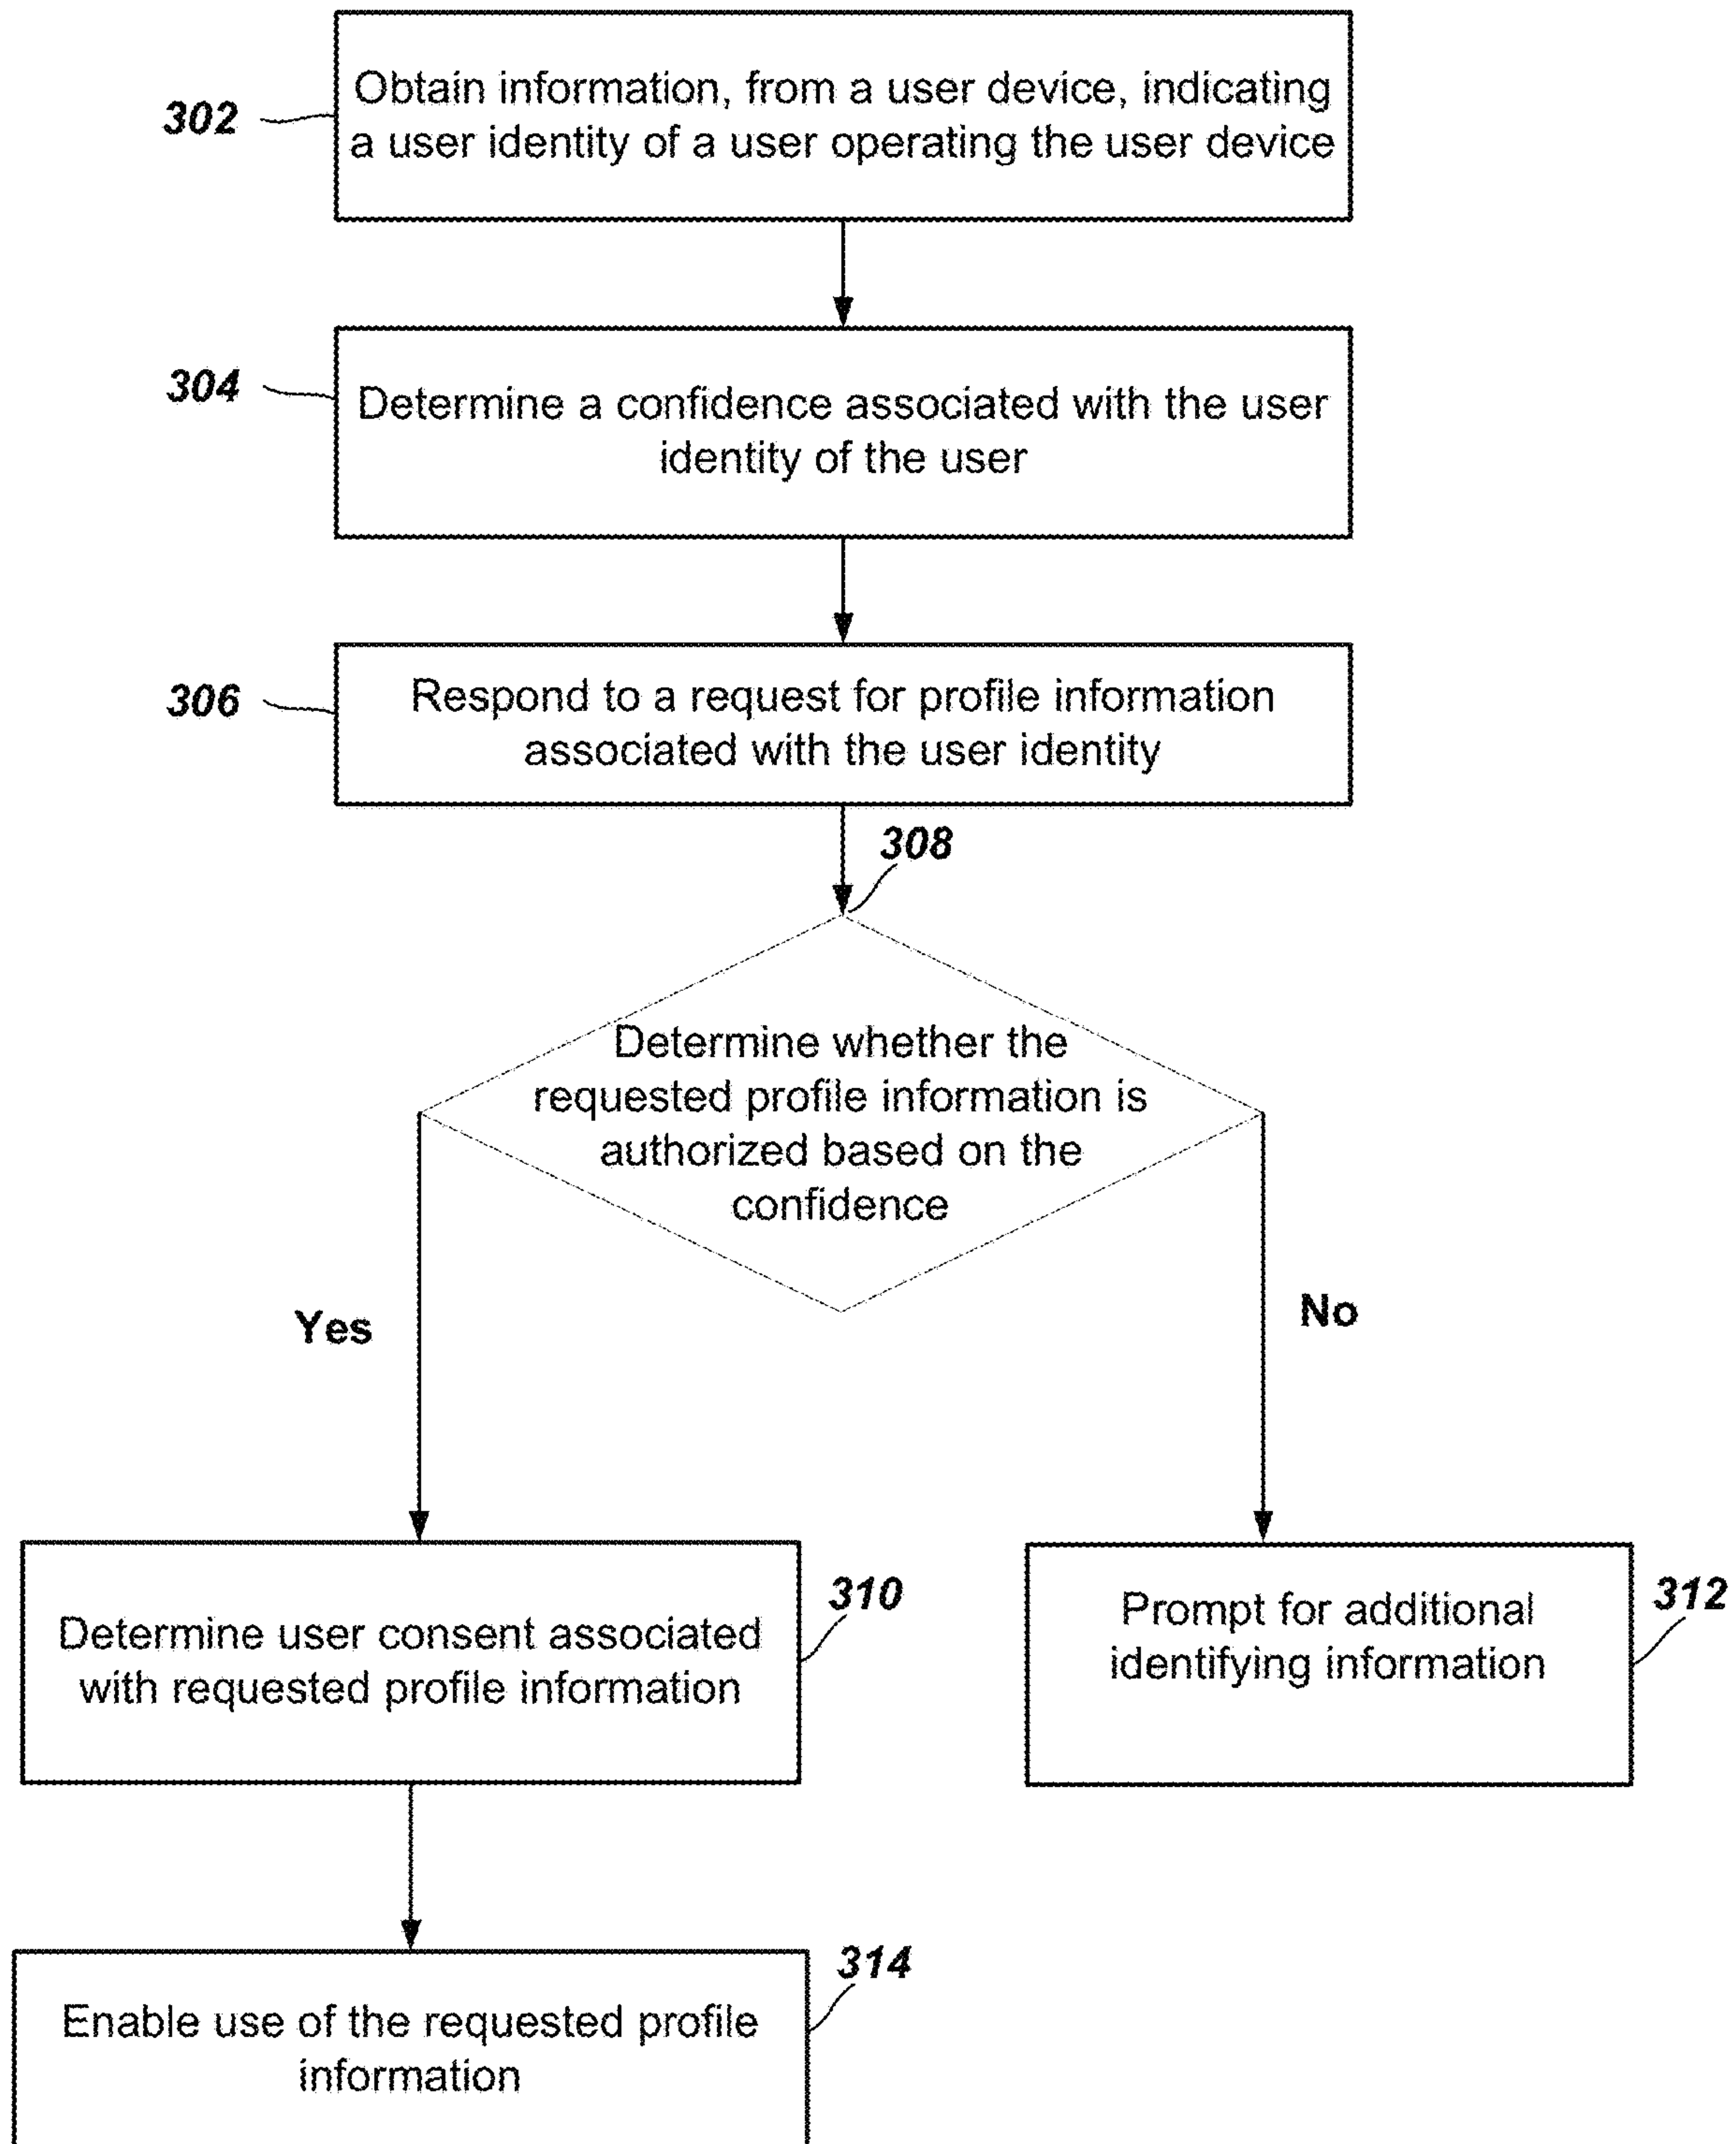 302
Obtain information, from a user device, indicating
a user identity of a user operating the user device
304
Determine a confidence associated with the user
identity of the user
306
Respond to a request for profile information
associated with the user identity
308
Determine whether the
requested profile information is
authorized based on the
confidence
Yes
No
310
Determine user consent associated
with requested profile information
312
Prompt for additional
identifying information
314
Enable use of the requested profile
information